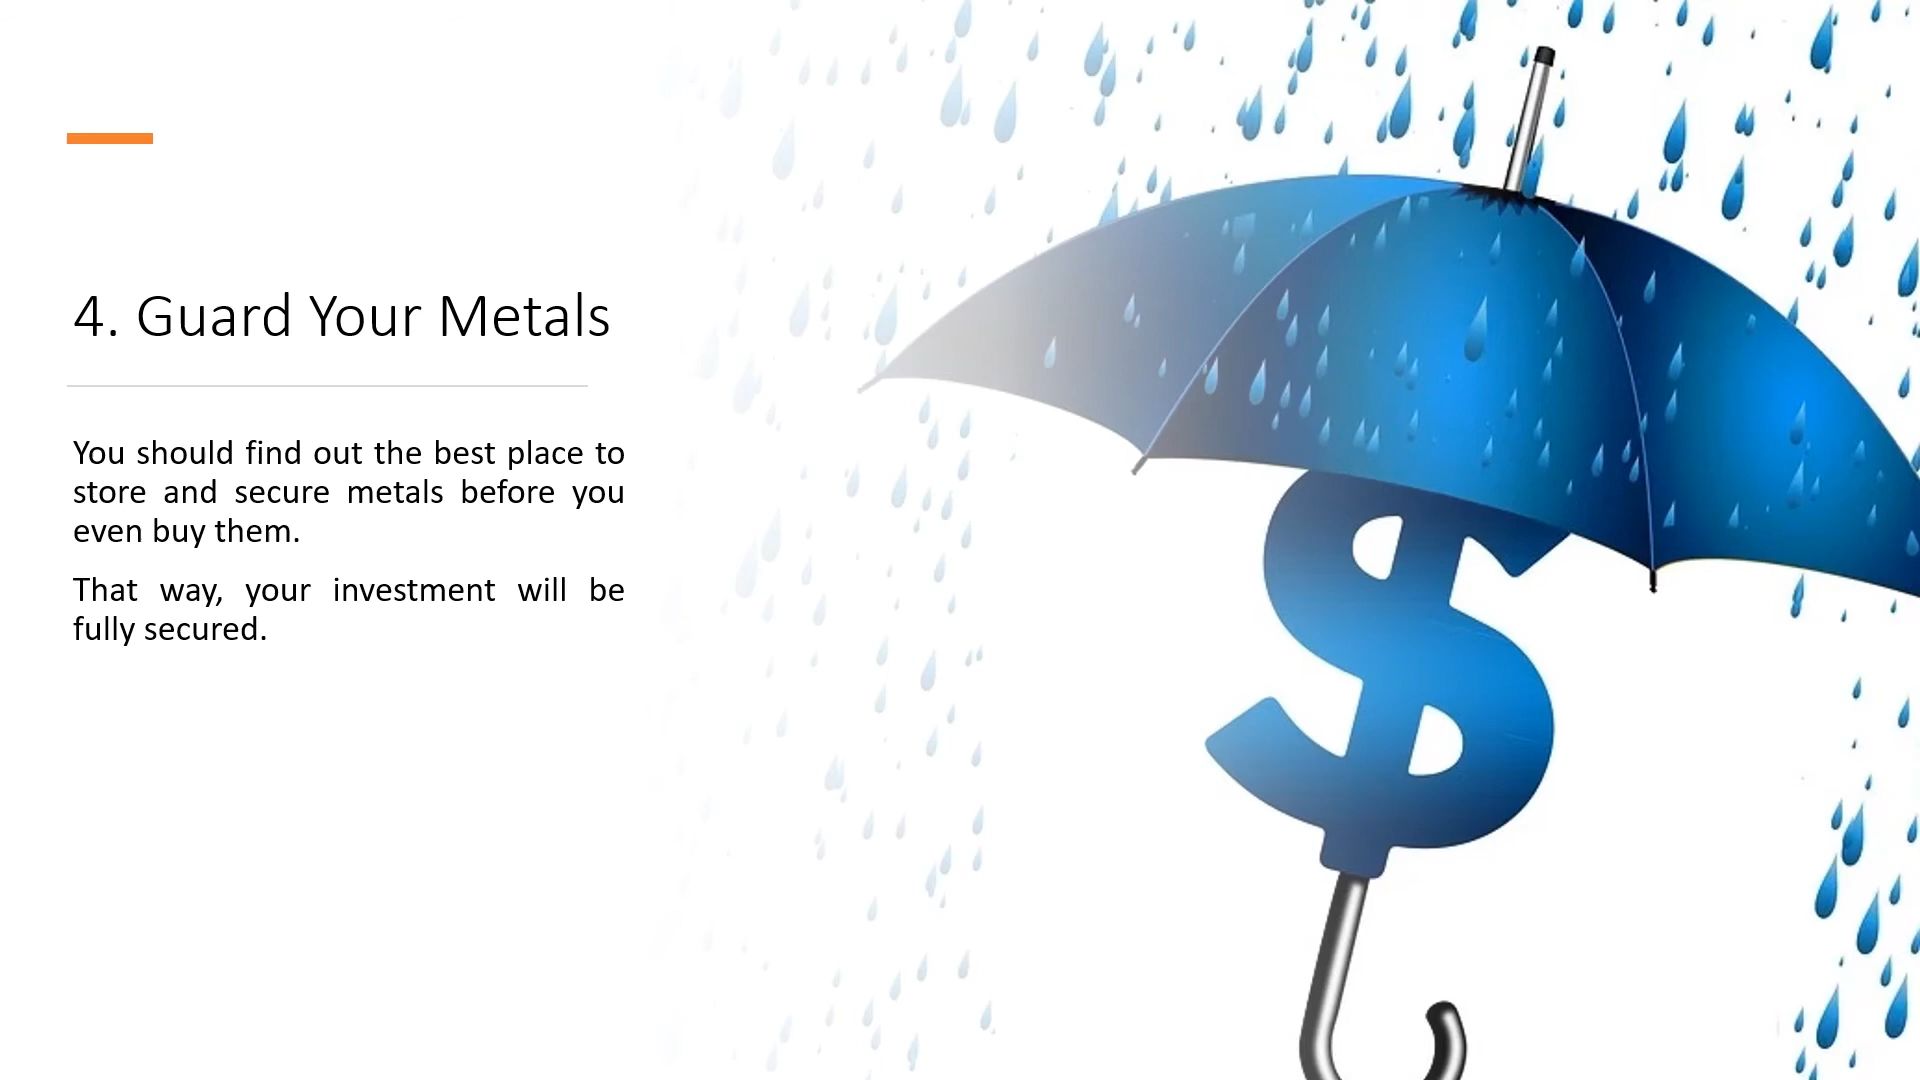 4. Guard Your Metals
You should find out the best place to
store and secure metals before you
even buy them.
That way, your investment will be
fully secured.